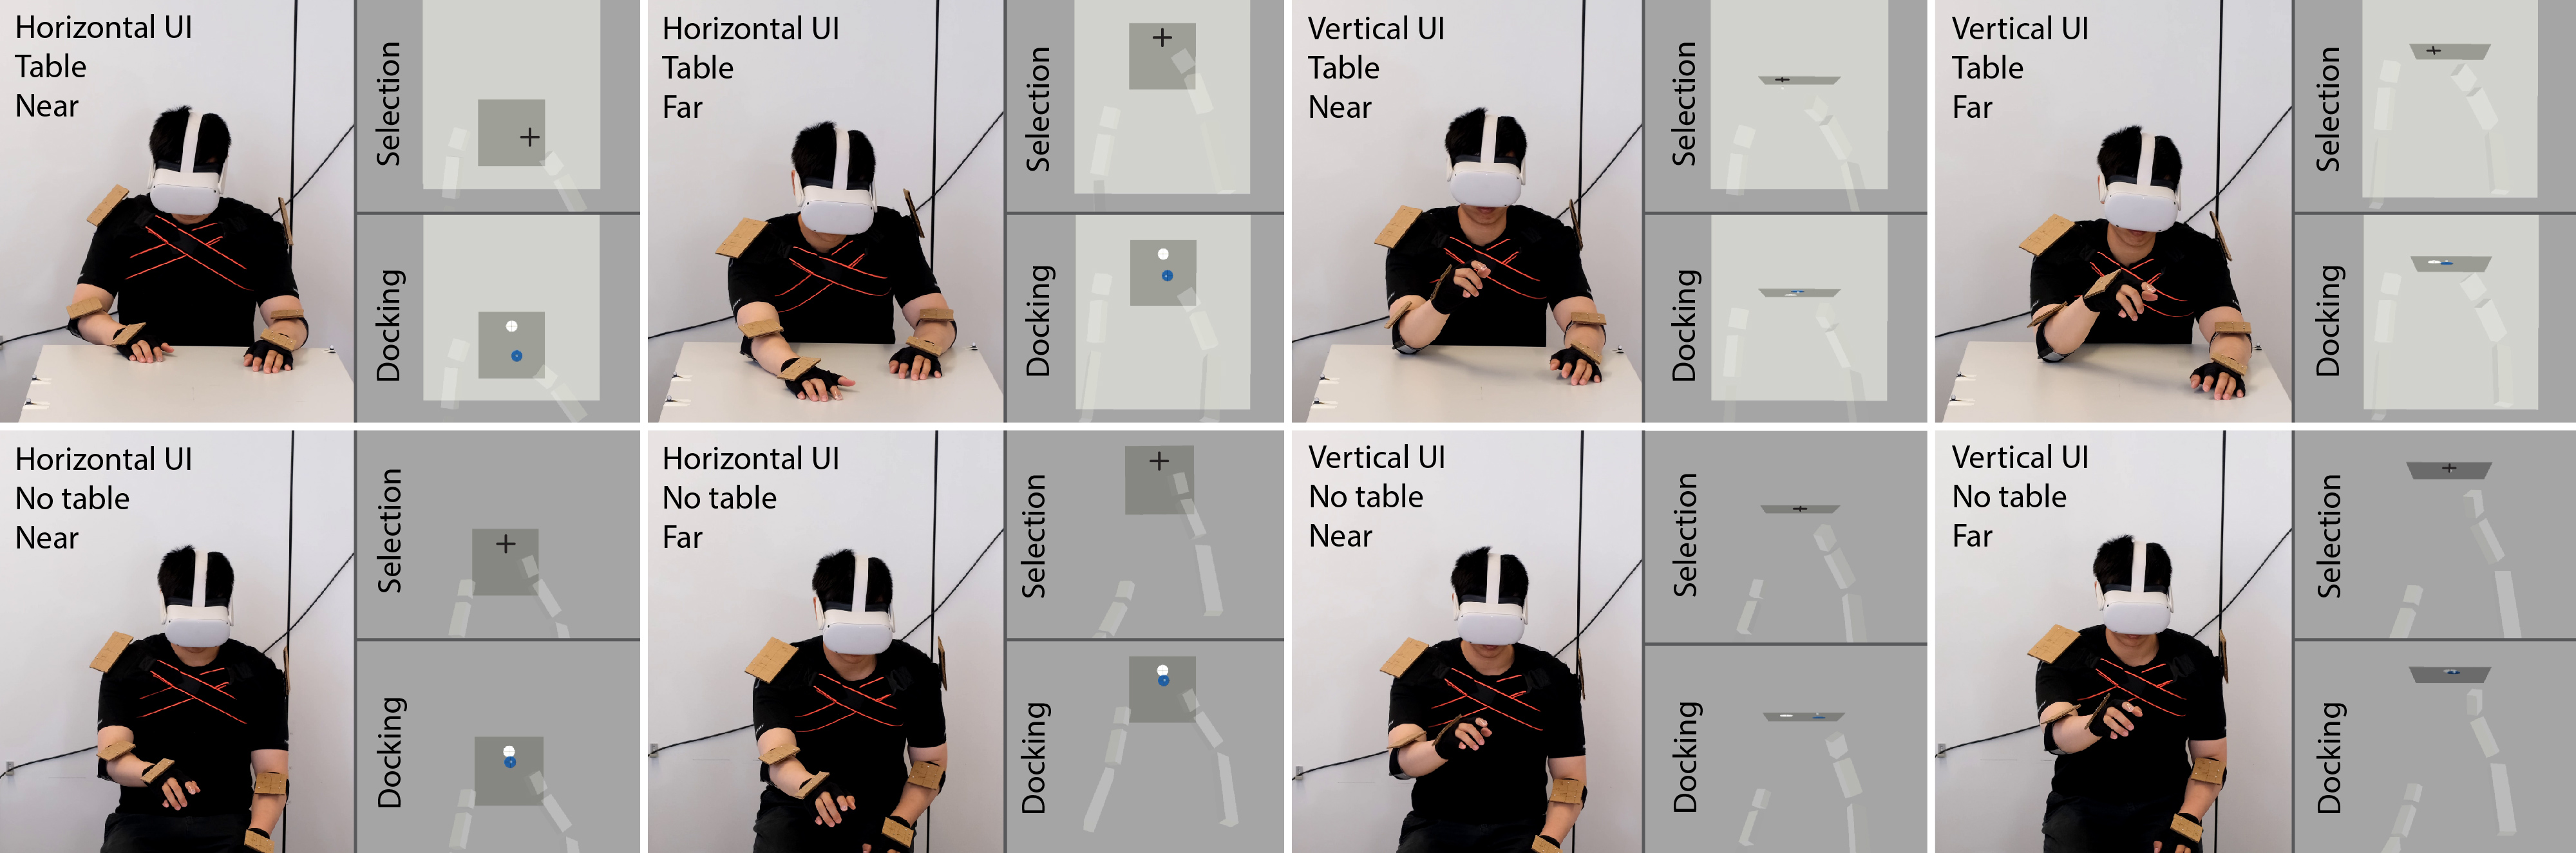 Horizontal UI
Table
Near
Selection
Docking
Horizontal UI
Table
Far
Selection
Docking
Vertical UI
Table
Near
Selection
Docking
Vertical UI
Table
Far
Selection
Docking
Horizontal UI
No table
Near
Selection
Docking
Horizontal UI
No table
Far
Selection
Docking
Vertical UI
No table
Near
Selection
Docking
Vertical UI
No table
Far
Selection
Docking